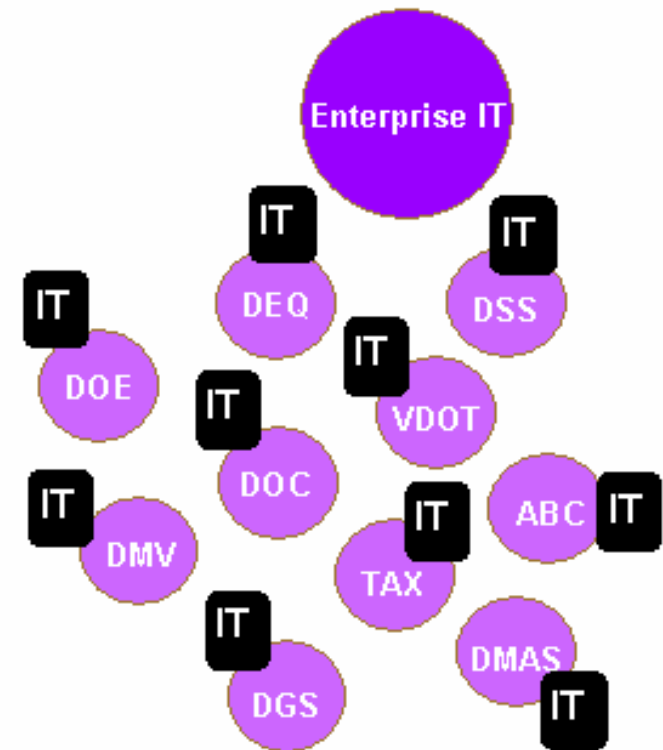 Enterprise IT
IT
DEQ
IT
DSS
IT
DOE
IT
VDOT
IT
DOC
IT
DMV
IT
TAX
ABC
IT
IT
DGS
DMAS
IT